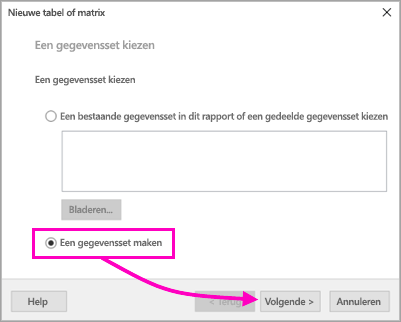 Nieuwe tabel of matrix
Een gegevensset kiezen
Een gegevensset kiezen
Een bestaande gegevensset in dit rapport of een gedeelde gegevensset kiezen
Bladeren...
Een gegevensset maken
Help
< Terug
Volgende >
Annuleren